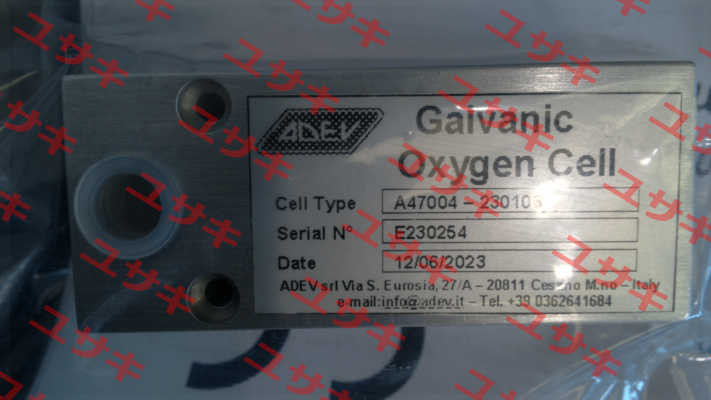 ADEV
Galvanic
Oxygen Cell
Cell Type A47004-230103
Serial N° E230254
Date 12/06/2023
ADEV srl Via S. Eurosia, 27/A - 20811 Cesano M.no - Italy
e-mail:info@adev.it - Tel. +39 0362641684
ユサキ